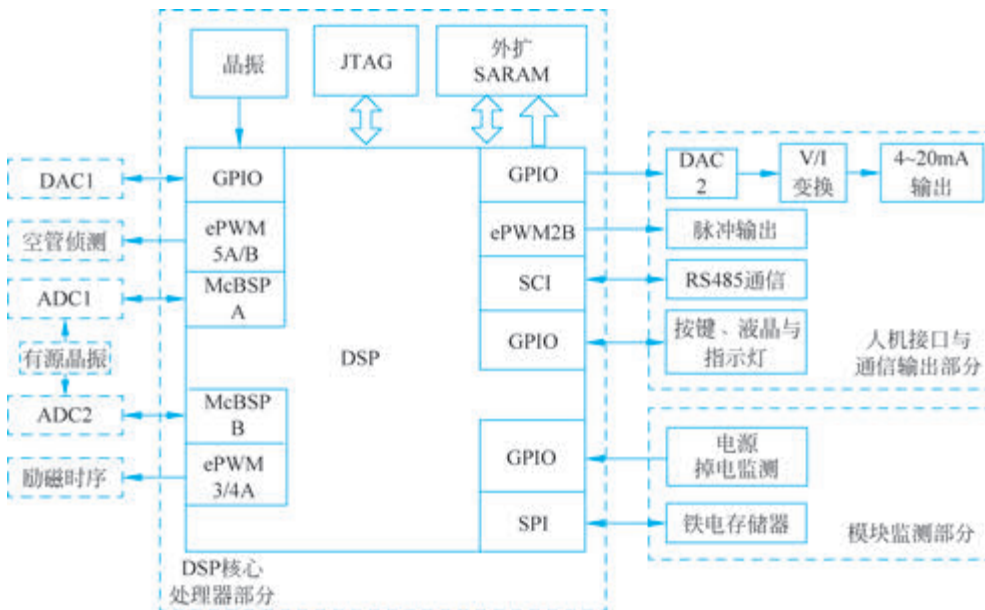 晶振
JTAG
外扩
SARAM
DAC1
空管侦测
ADC1
有源晶振
ADC2
励磁时序
GPIO
ePWM
5A/B
McBSP
A
McBSP
B
ePWM
3/4A
DSP
GPIO
ePWM2B
SCI
GPIO
GPIO
SPI
DSP核心
处理器部分
DAC
2
V/I
变换
4~20mA
输出
脉冲输出
RS485通信
按键、液晶与
指示灯
人机接口与
通信输出部分
电源
掉电监测
铁电存储器
模块监测部分